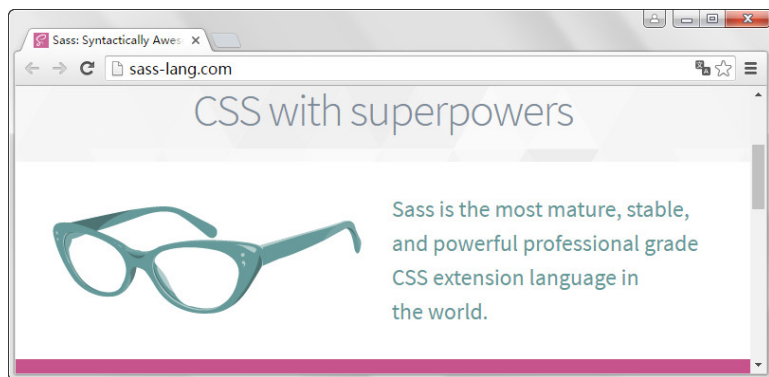 Sass: Syntactically Awes
sass-lang.com
CSS with superpowers
Sass is the most mature, stable,
and powerful professional grade
CSS extension language in
the world.